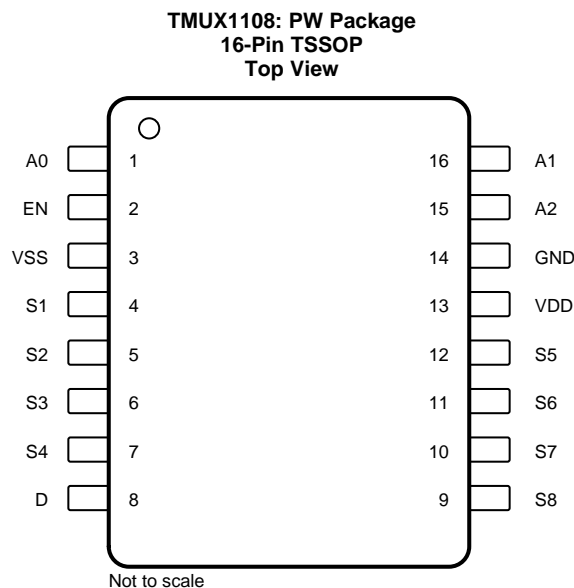 TMUX1108: PW Package
16-Pin TSSOP
Top View
A0 1 16 A1
EN 2 15 A2
VSS 3 14 GND
S1 4 13 VDD
S2 5 12 S5
S3 6 11 S6
S4 7 10 S7
D 8 9 S8
Not to scale